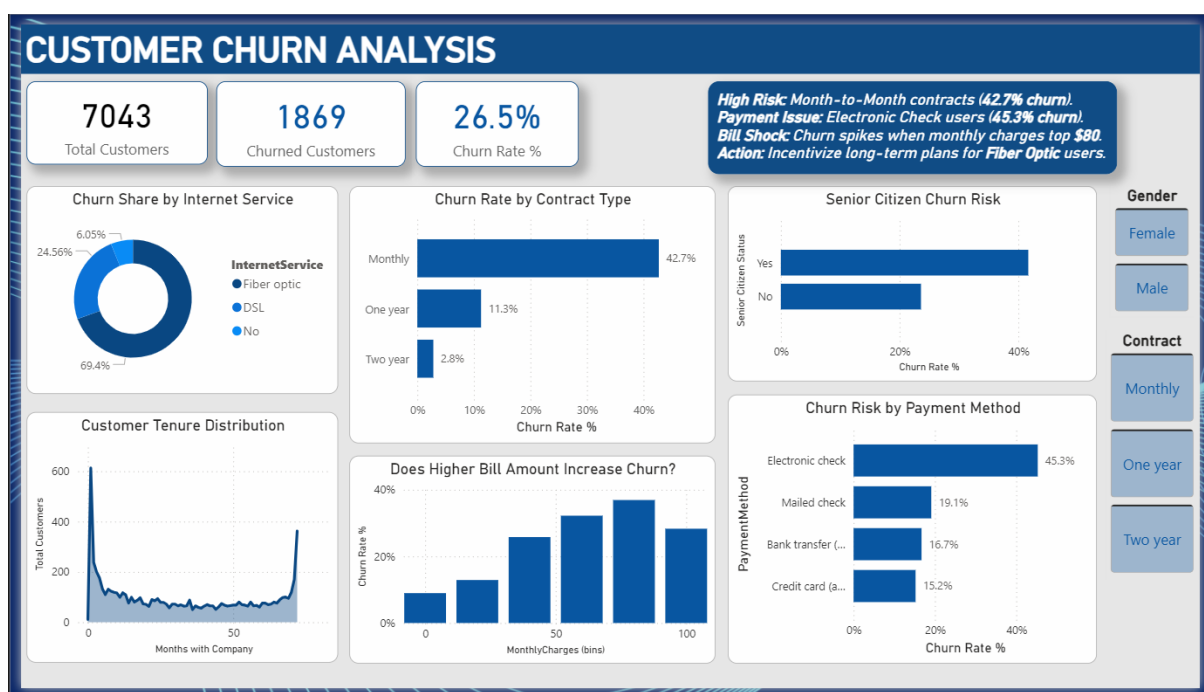 CUSTOMER CHURN ANALYSIS
7043
Total Customers
1869
Churned Customers
26.5%
Churn Rate %
High Risk: Month-to-Month contracts (42.7% churn).
Payment Issue: Electronic Check users (45.3% churn).
Bill Shock: Churn spikes when monthly charges top $80.
Action: Incentivize long-term plans for Fiber Optic users.
Churn Share by Internet Service
6.05%
24.56%
69.4%
InternetService
Fiber optic
DSL
No
Churn Rate by Contract Type
Monthly
42.7%
One year
11.3%
Two year
2.8%
0% 10% 20% 30% 40%
Churn Rate %
Senior Citizen Churn Risk
Senior Citizen Status
Yes
No
0% 20% 40%
Churn Rate %
Gender
Female
Male
Contract
Monthly
One year
Two year
Customer Tenure Distribution
Total Customers
600
400
200
0
0 50
Months with Company
Does Higher Bill Amount Increase Churn?
Churn Rate %
40%
20%
0%
0 50 100
MonthlyCharges (bins)
Churn Risk by Payment Method
PaymentMethod
Electronic check
45.3%
Mailed check
19.1%
Bank transfer (...
16.7%
Credit card (a...
15.2%
0% 20% 40%
Churn Rate %